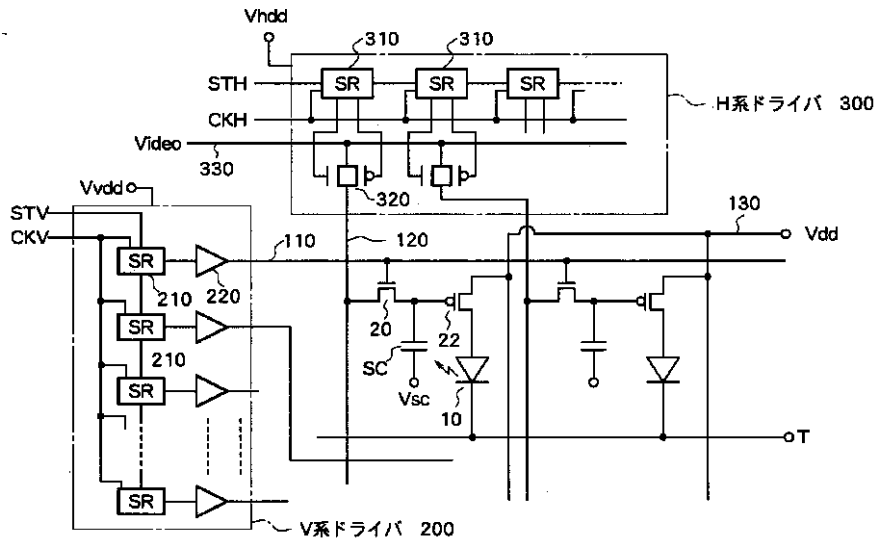 Vhdd
310 310
STH SR SR SR
CKH
H系ドライバ 300
Video
330
320
Vvdd
STV
CKV
130
Vdd
110 120
SR
210 220
20 22
SR
210
SC
Vsc
10
SR
T
SR
V系ドライバ 200